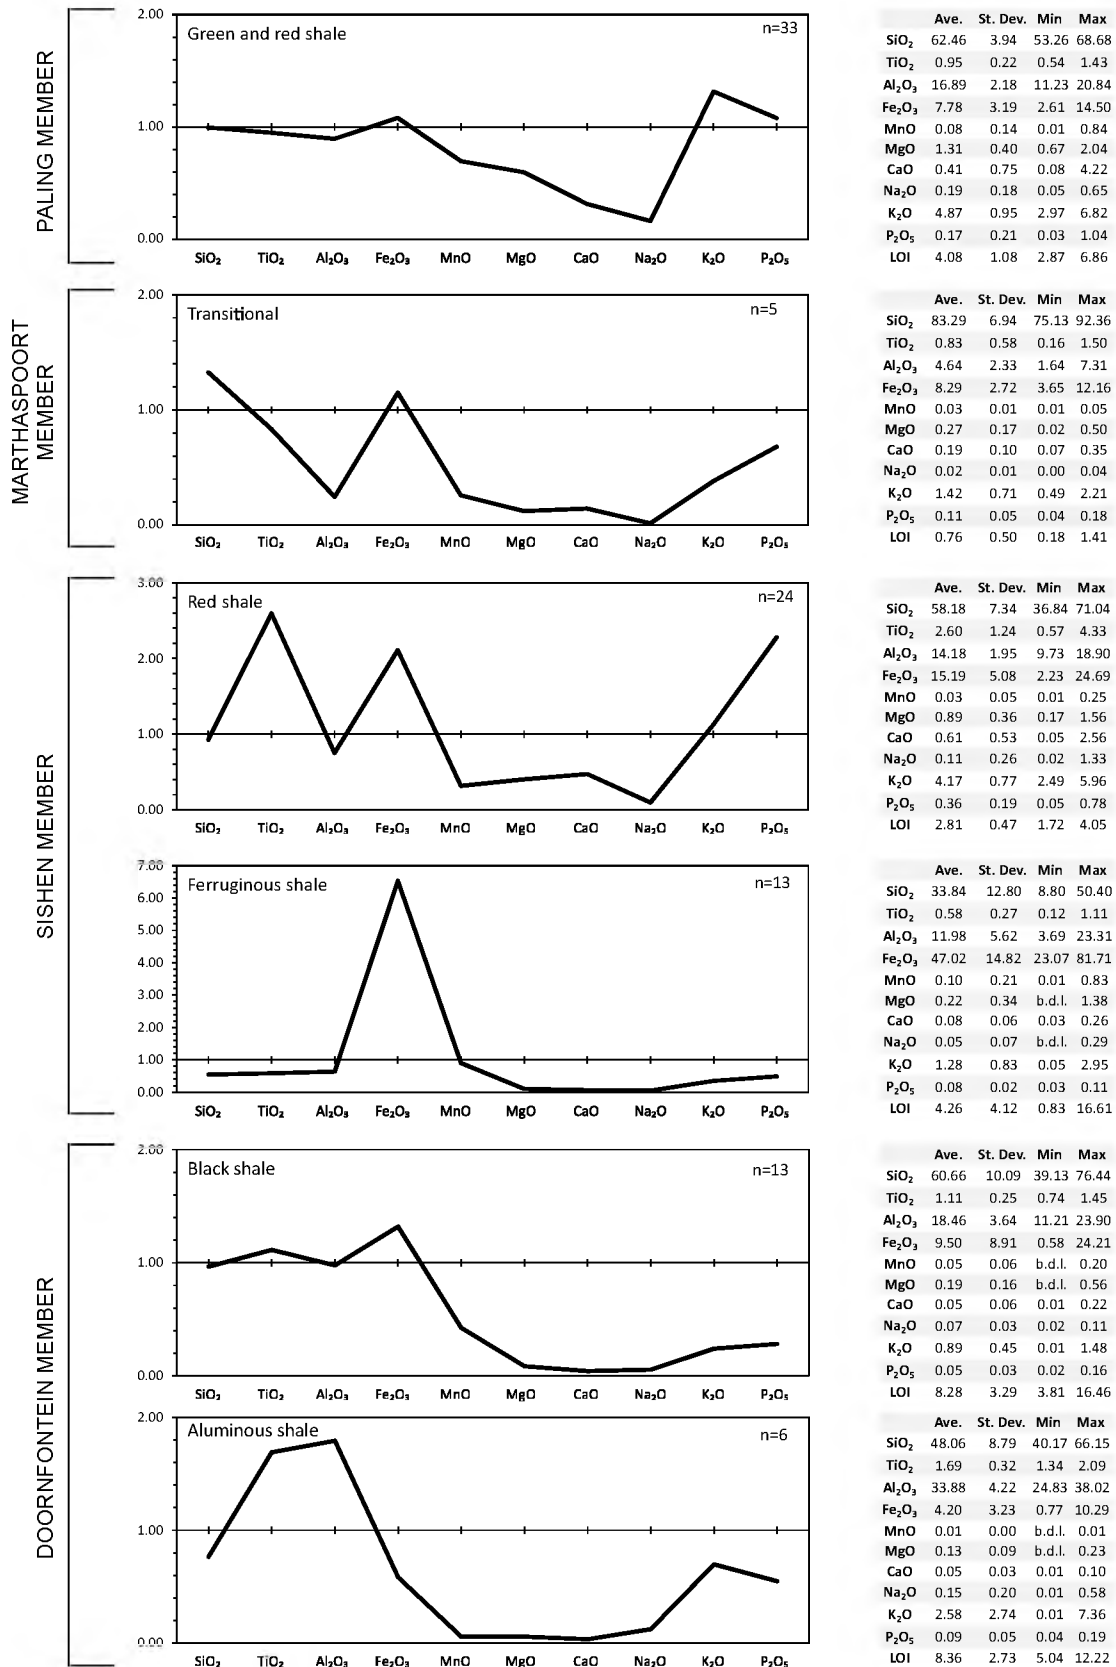 PALING MEMBER
2.00
1.00
0.00
Green and red shale
n=33
SiO₂ TiO₂ Al₂O₃ Fe₂O₃ MnO MgO CaO Na₂O K₂O P₂O₅
Ave. St. Dev. Min Max
SiO₂ 62.46 3.94 53.26 68.68
TiO₂ 0.95 0.22 0.54 1.43
Al₂O₃ 16.89 2.18 11.23 20.84
Fe₂O₃ 7.78 3.19 2.61 14.50
MnO 0.08 0.14 0.01 0.84
MgO 1.31 0.40 0.67 2.04
CaO 0.41 0.75 0.08 4.22
Na₂O 0.19 0.18 0.05 0.65
K₂O 4.87 0.95 2.97 6.82
P₂O₅ 0.17 0.21 0.03 1.04
LOI 4.08 1.08 2.87 6.86
MARTHASPOORT
MEMBER
2.00
1.00
0.00
Transitional
n=5
SiO₂ TiO₂ Al₂O₃ Fe₂O₃ MnO MgO CaO Na₂O K₂O P₂O₅
Ave. St. Dev. Min Max
SiO₂ 83.29 6.94 75.13 92.36
TiO₂ 0.83 0.58 0.16 1.50
Al₂O₃ 4.64 2.33 1.64 7.31
Fe₂O₃ 8.29 2.72 3.65 12.16
MnO 0.03 0.01 0.01 0.05
MgO 0.27 0.17 0.02 0.50
CaO 0.19 0.10 0.07 0.35
Na₂O 0.02 0.01 0.00 0.04
K₂O 1.42 0.71 0.49 2.21
P₂O₅ 0.11 0.05 0.04 0.18
LOI 0.76 0.50 0.18 1.41
SISHEN MEMBER
3.00
2.00
1.00
0.00
Red shale
n=24
SiO₂ TiO₂ Al₂O₃ Fe₂O₃ MnO MgO CaO Na₂O K₂O P₂O₅
Ave. St. Dev. Min Max
SiO₂ 58.18 7.34 36.84 71.04
TiO₂ 2.60 1.24 0.57 4.33
Al₂O₃ 14.18 1.95 9.73 18.90
Fe₂O₃ 15.19 5.08 2.23 24.69
MnO 0.03 0.05 0.01 0.25
MgO 0.89 0.36 0.17 1.56
CaO 0.61 0.53 0.05 2.56
Na₂O 0.11 0.26 0.02 1.33
K₂O 4.17 0.77 2.49 5.96
P₂O₅ 0.36 0.19 0.05 0.78
LOI 2.81 0.47 1.72 4.05
7.00
6.00
5.00
4.00
3.00
2.00
1.00
0.00
Ferruginous shale
n=13
SiO₂ TiO₂ Al₂O₃ Fe₂O₃ MnO MgO CaO Na₂O K₂O P₂O₅
Ave. St. Dev. Min Max
SiO₂ 33.84 12.80 8.80 50.40
TiO₂ 0.58 0.27 0.12 1.11
Al₂O₃ 11.98 5.62 3.69 23.31
Fe₂O₃ 47.02 14.82 23.07 81.71
MnO 0.10 0.21 0.01 0.83
MgO 0.22 0.34 b.d.l. 1.38
CaO 0.08 0.06 0.03 0.26
Na₂O 0.05 0.07 b.d.l. 0.29
K₂O 1.28 0.83 0.05 2.95
P₂O₅ 0.08 0.02 0.03 0.11
LOI 4.26 4.12 0.83 16.61
DOORNFONTEIN MEMBER
2.00
1.00
0.00
Black shale
n=13
SiO₂ TiO₂ Al₂O₃ Fe₂O₃ MnO MgO CaO Na₂O K₂O P₂O₅
Ave. St. Dev. Min Max
SiO₂ 60.66 10.09 39.13 76.44
TiO₂ 1.11 0.25 0.74 1.45
Al₂O₃ 18.46 3.64 11.21 23.90
Fe₂O₃ 9.50 8.91 0.58 24.21
MnO 0.05 0.06 b.d.l. 0.20
MgO 0.19 0.16 b.d.l. 0.56
CaO 0.05 0.06 0.01 0.22
Na₂O 0.07 0.03 0.02 0.11
K₂O 0.89 0.45 0.01 1.48
P₂O₅ 0.05 0.03 0.02 0.16
LOI 8.28 3.29 3.81 16.46
2.00
1.00
0.00
Aluminous shale
n=6
SiO₂ TiO₂ Al₂O₃ Fe₂O₃ MnO MgO CaO Na₂O K₂O P₂O₅
Ave. St. Dev. Min Max
SiO₂ 48.06 8.79 40.17 66.15
TiO₂ 1.69 0.32 1.34 2.09
Al₂O₃ 33.88 4.22 24.83 38.02
Fe₂O₃ 4.20 3.23 0.77 10.29
MnO 0.01 0.00 b.d.l. 0.01
MgO 0.13 0.09 b.d.l. 0.23
CaO 0.05 0.03 0.01 0.10
Na₂O 0.15 0.20 0.01 0.58
K₂O 2.58 2.74 0.01 7.36
P₂O₅ 0.09 0.05 0.04 0.19
LOI 8.36 2.73 5.04 12.22